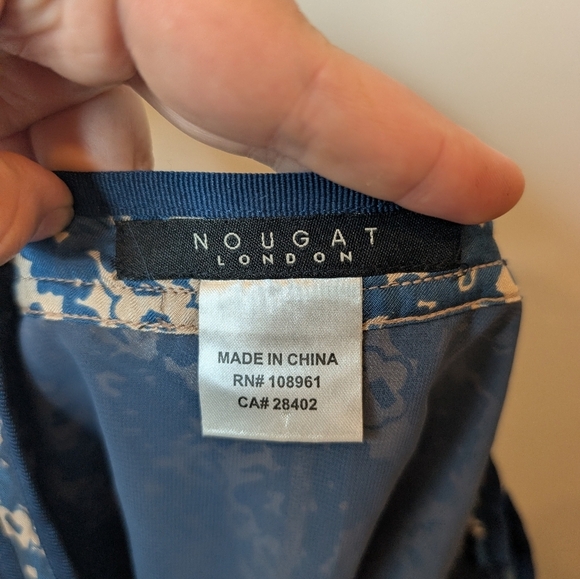 NOUGAT
LONDON
MADE IN CHINA
RN# 108961
CA# 28402